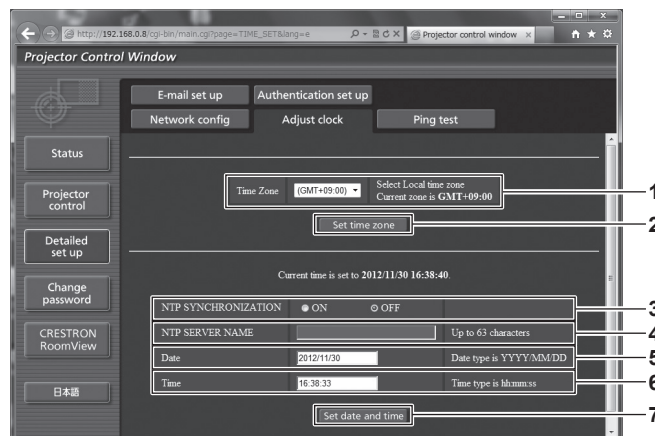 http://192.168.0.8/cgi-bin/main.cgi?page=TIME_SET&lang=e
Projector control window
Projector Control Window
E-mail set up
Authentication set up
Network config
Adjust clock
Ping test
Status
Projector control
Detailed set up
Change password
CRESTRON RoomView
日本語
Time Zone
(GMT+09:00)
Select Local time zone
Current zone is GMT+09:00
1
Set time zone
2
Current time is set to 2012/11/30 16:38:40.
NTP SYNCHRONIZATION ON OFF
3
NTP SERVER NAME Up to 63 characters
4
Date 2012/11/30 Date type is YYYY/MM/DD
5
Time 16:38:33 Time type is hh:mm:ss
6
Set date and time
7